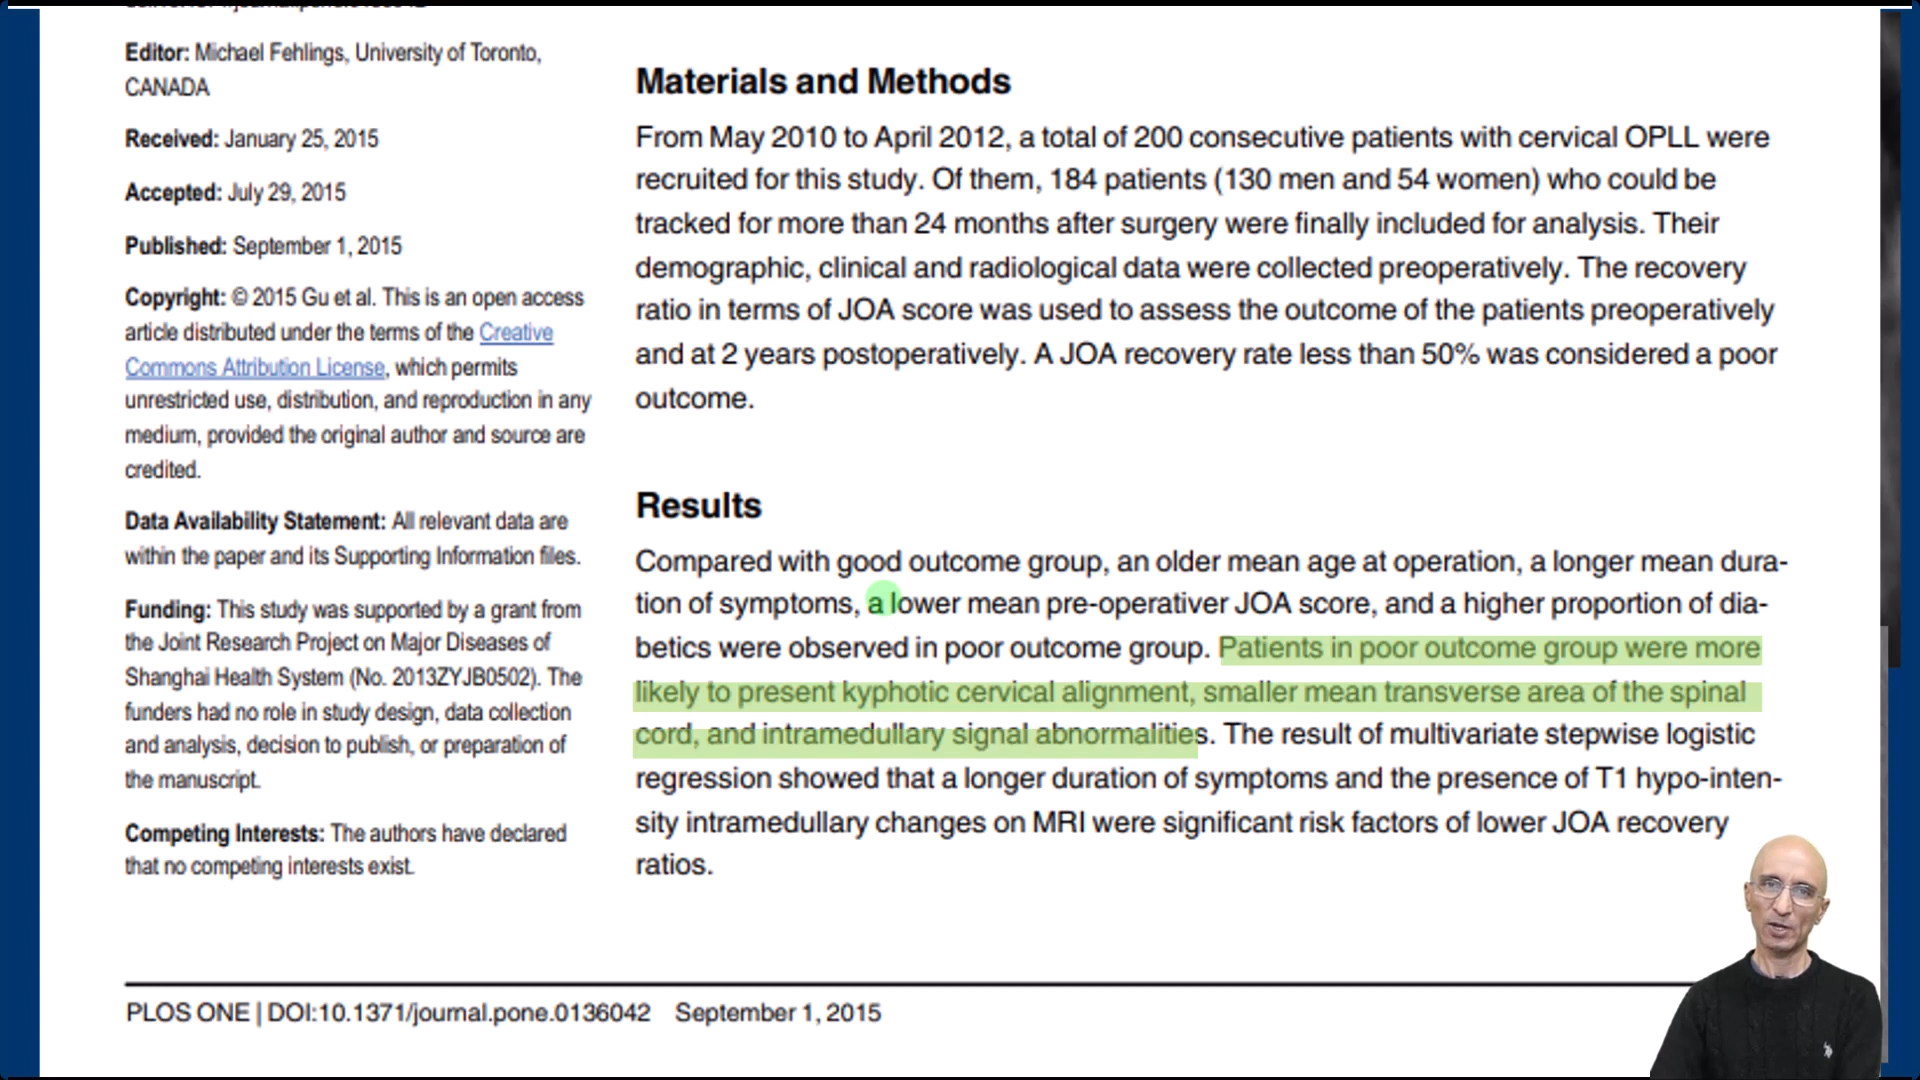 Editor: Michael Fehlings, University of Toronto,
CANADA
Received: January 25, 2015
Accepted: July 29, 2015
Published: September 1, 2015
Copyright: © 2015 Gu et al. This is an open access
article distributed under the terms of the Creative
Commons Attribution License, which permits
unrestricted use, distribution, and reproduction in any
medium, provided the original author and source are
credited.
Data Availability Statement: All relevant data are
within the paper and its Supporting Information files.
Funding: This study was supported by a grant from
the Joint Research Project on Major Diseases of
Shanghai Health System (No. 2013ZYJB0502). The
funders had no role in study design, data collection
and analysis, decision to publish, or preparation of
the manuscript.
Competing Interests: The authors have declared
that no competing interests exist.
Materials and Methods
From May 2010 to April 2012, a total of 200 consecutive patients with cervical OPLL were
recruited for this study. Of them, 184 patients (130 men and 54 women) who could be
tracked for more than 24 months after surgery were finally included for analysis. Their
demographic, clinical and radiological data were collected preoperatively. The recovery
ratio in terms of JOA score was used to assess the outcome of the patients preoperatively
and at 2 years postoperatively. A JOA recovery rate less than 50% was considered a poor
outcome.
Results
Compared with good outcome group, an older mean age at operation, a longer mean dura-
tion of symptoms, a lower mean pre-operativer JOA score, and a higher proportion of dia-
betics were observed in poor outcome group. Patients in poor outcome group were more
likely to present kyphotic cervical alignment, smaller mean transverse area of the spinal
cord, and intramedullary signal abnormalities. The result of multivariate stepwise logistic
regression showed that a longer duration of symptoms and the presence of T1 hypo-inten-
sity intramedullary changes on MRI were significant risk factors of lower JOA recovery
ratios.
PLOS ONE | DOI:10.1371/journal.pone.0136042 September 1, 2015